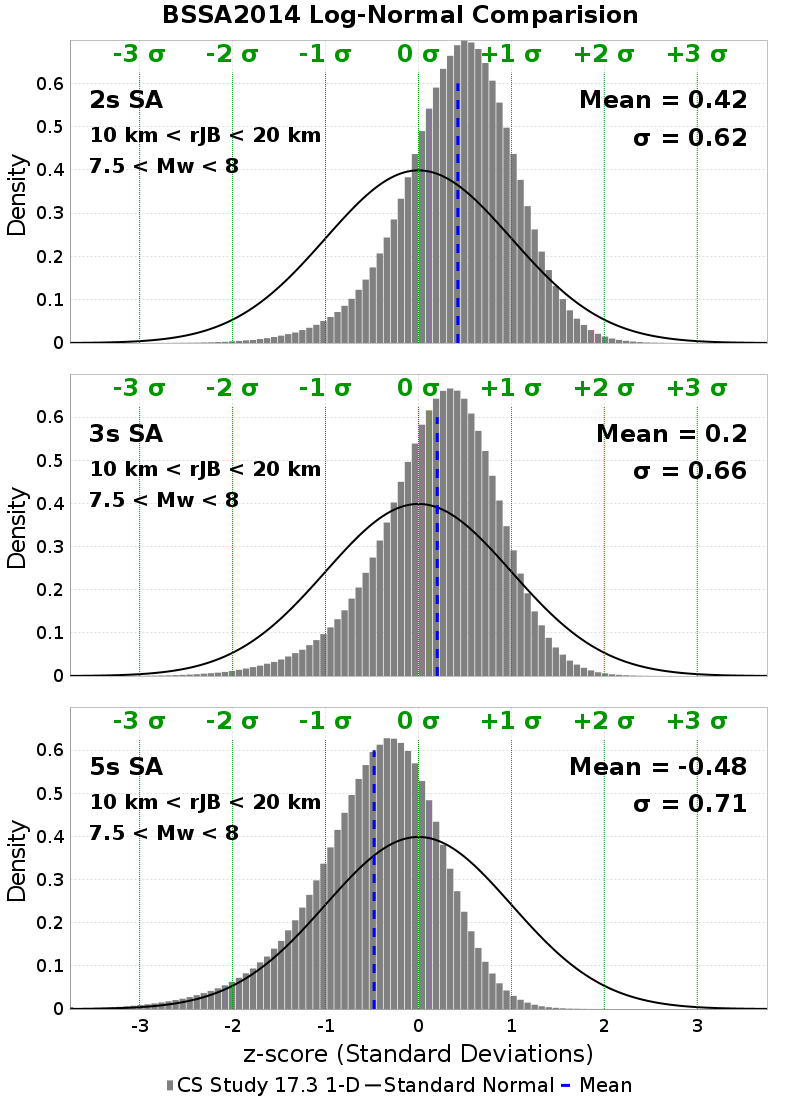 BSSA2014 Log-Normal Comparision
-3 σ -2 σ -1 σ 0 σ +1 σ +2 σ +3 σ
2s SA
10 km < rJB < 20 km
7.5 < Mw < 8
Mean = 0.42
σ = 0.62
Density
0.6
0.5
0.4
0.3
0.2
0.1
0
-3 σ -2 σ -1 σ 0 σ +1 σ +2 σ +3 σ
3s SA
10 km < rJB < 20 km
7.5 < Mw < 8
Mean = 0.2
σ = 0.66
Density
0.6
0.5
0.4
0.3
0.2
0.1
0
-3 σ -2 σ -1 σ 0 σ +1 σ +2 σ +3 σ
5s SA
10 km < rJB < 20 km
7.5 < Mw < 8
Mean = -0.48
σ = 0.71
Density
0.6
0.5
0.4
0.3
0.2
0.1
0
-3 -2 -1 0 1 2 3
z-score (Standard Deviations)
CS Study 17.3 1-D Standard Normal Mean